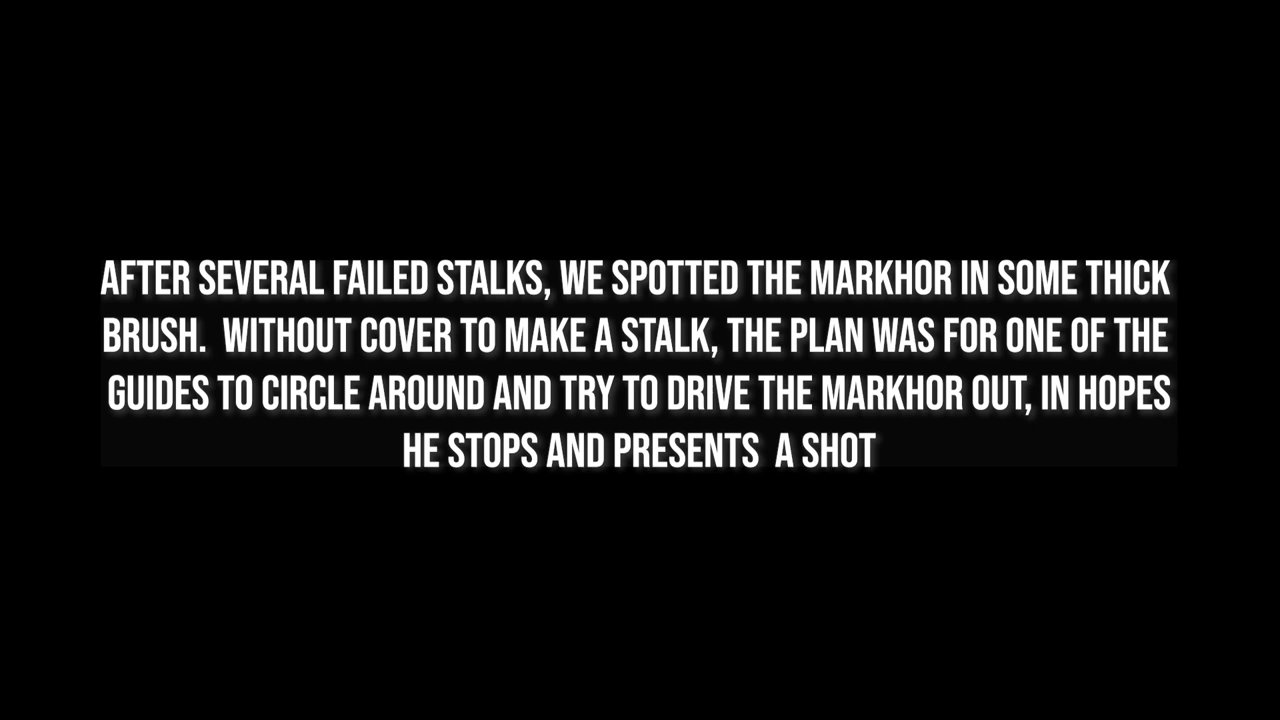 AFTER SEVERAL FAILED STALKS, WE SPOTTED THE MARKHOR IN SOME THICK
BRUSH.  WITHOUT COVER TO MAKE A STALK, THE PLAN WAS FOR ONE OF THE
GUIDES TO CIRCLE AROUND AND TRY TO DRIVE THE MARKHOR OUT, IN HOPES
HE STOPS AND PRESENTS  A SHOT